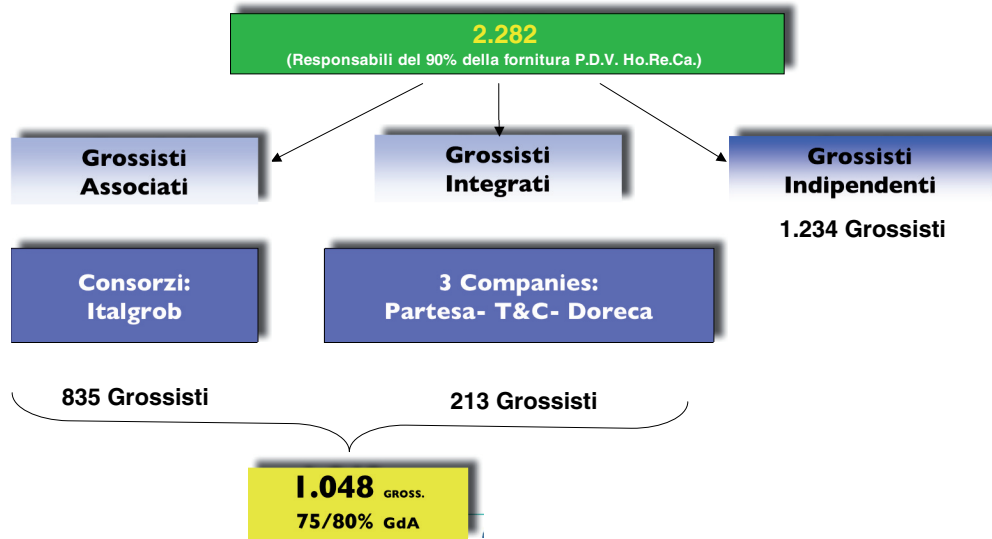 2.282
(Responsabili del 90% della fornitura P.D.V. Ho.Re.Ca.)
Grossisti
Associati
Grossisti
Integrati
Grossisti
Indipendenti
1.234 Grossisti
Consorzi:
Italgrob
3 Companies:
Partesa- T&C- Doreca
835 Grossisti
213 Grossisti
1.048 GROSS.
75/80% GdA